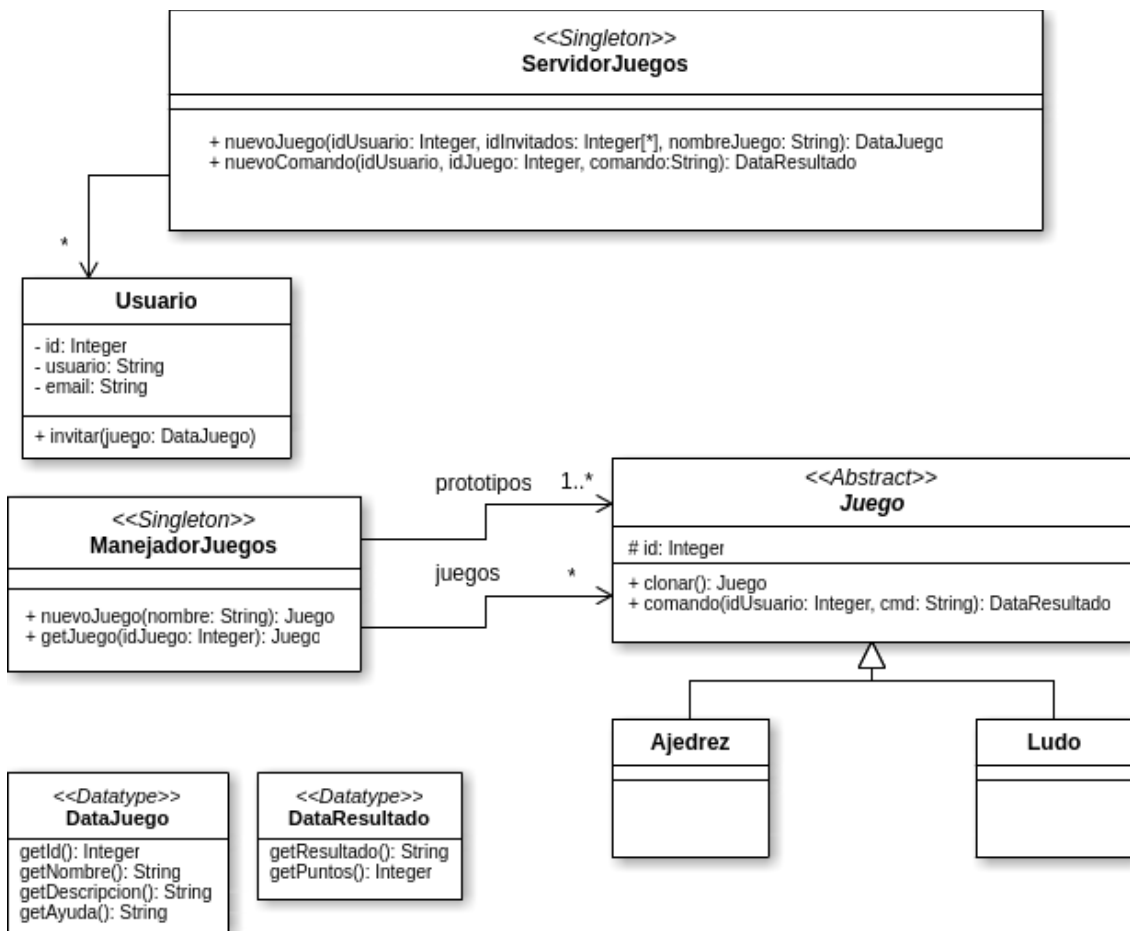 <<Singleton>>
ServidorJuegos
+ nuevoJuego(idUsuario: Integer, idInvitados: Integer[*], nombreJuego: String): DataJuego
+ nuevoComando(idUsuario, idJuego: Integer, comando:String): DataResultado
*
Usuario
- id: Integer
- usuario: String
- email: String
+ invitar(juego: DataJuego)
prototipos 1..*
<<Singleton>>
ManejadorJuegos
+ nuevoJuego(nombre: String): Juego
+ getJuego(idJuego: Integer): Juego
juegos *
<<Abstract>>
Juego
# id: Integer
+ clonar(): Juego
+ comando(idUsuario: Integer, cmd: String): DataResultado
Ajedrez
Ludo
<<Datatype>>
DataJuego
getId(): Integer
getNombre(): String
getDescripcion(): String
getAyuda(): String
<<Datatype>>
DataResultado
getResultado(): String
getPuntos(): Integer